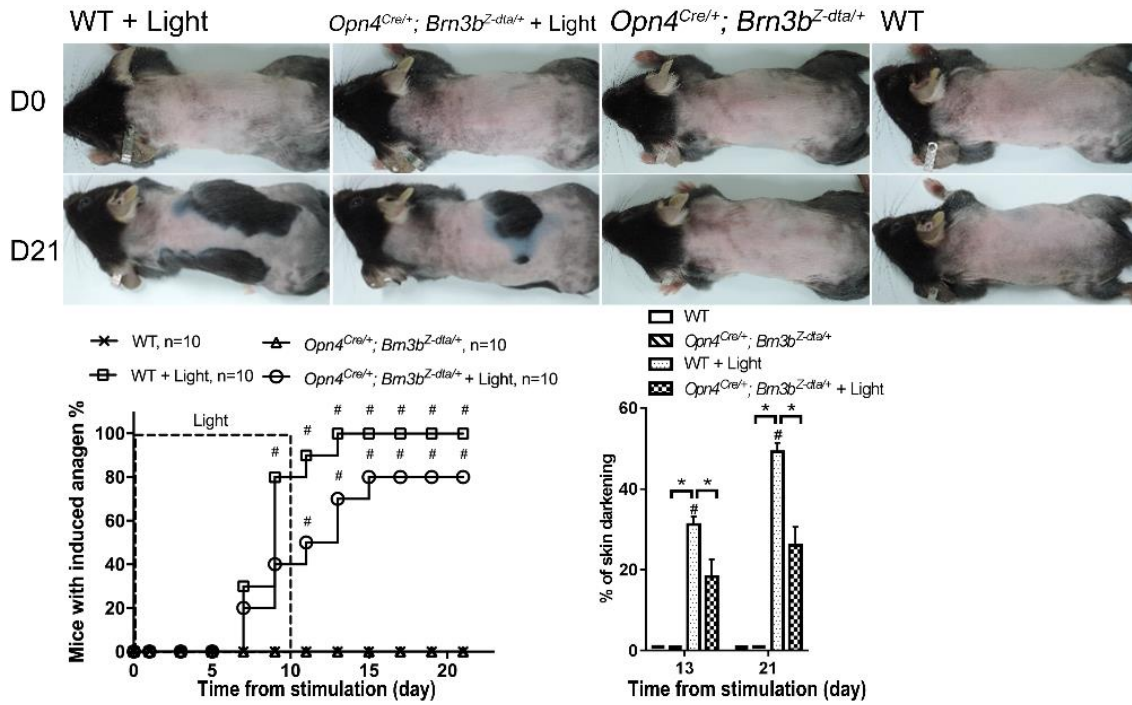 WT + Light
Opn4Cre/+; Brn3bZ-dta/+ + Light
Opn4Cre/+; Brn3bZ-dta/+
WT
D0
D21
WT, n=10
Opn4Cre/+; Brn3bZ-dta/+, n=10
WT + Light, n=10
Opn4Cre/+; Brn3bZ-dta/+ + Light, n=10
Mice with induced anagen %
100
80
60
40
20
0
Light
# # # # # # #
# # # # # #
0 5 10 15 20
Time from stimulation (day)
WT
Opn4Cre/+; Brn3bZ-dta/+
WT + Light
Opn4Cre/+; Brn3bZ-dta/+ + Light
% of skin darkening
60
40
20
0
* *
#
* *
#
13 21
Time from stimulation (day)